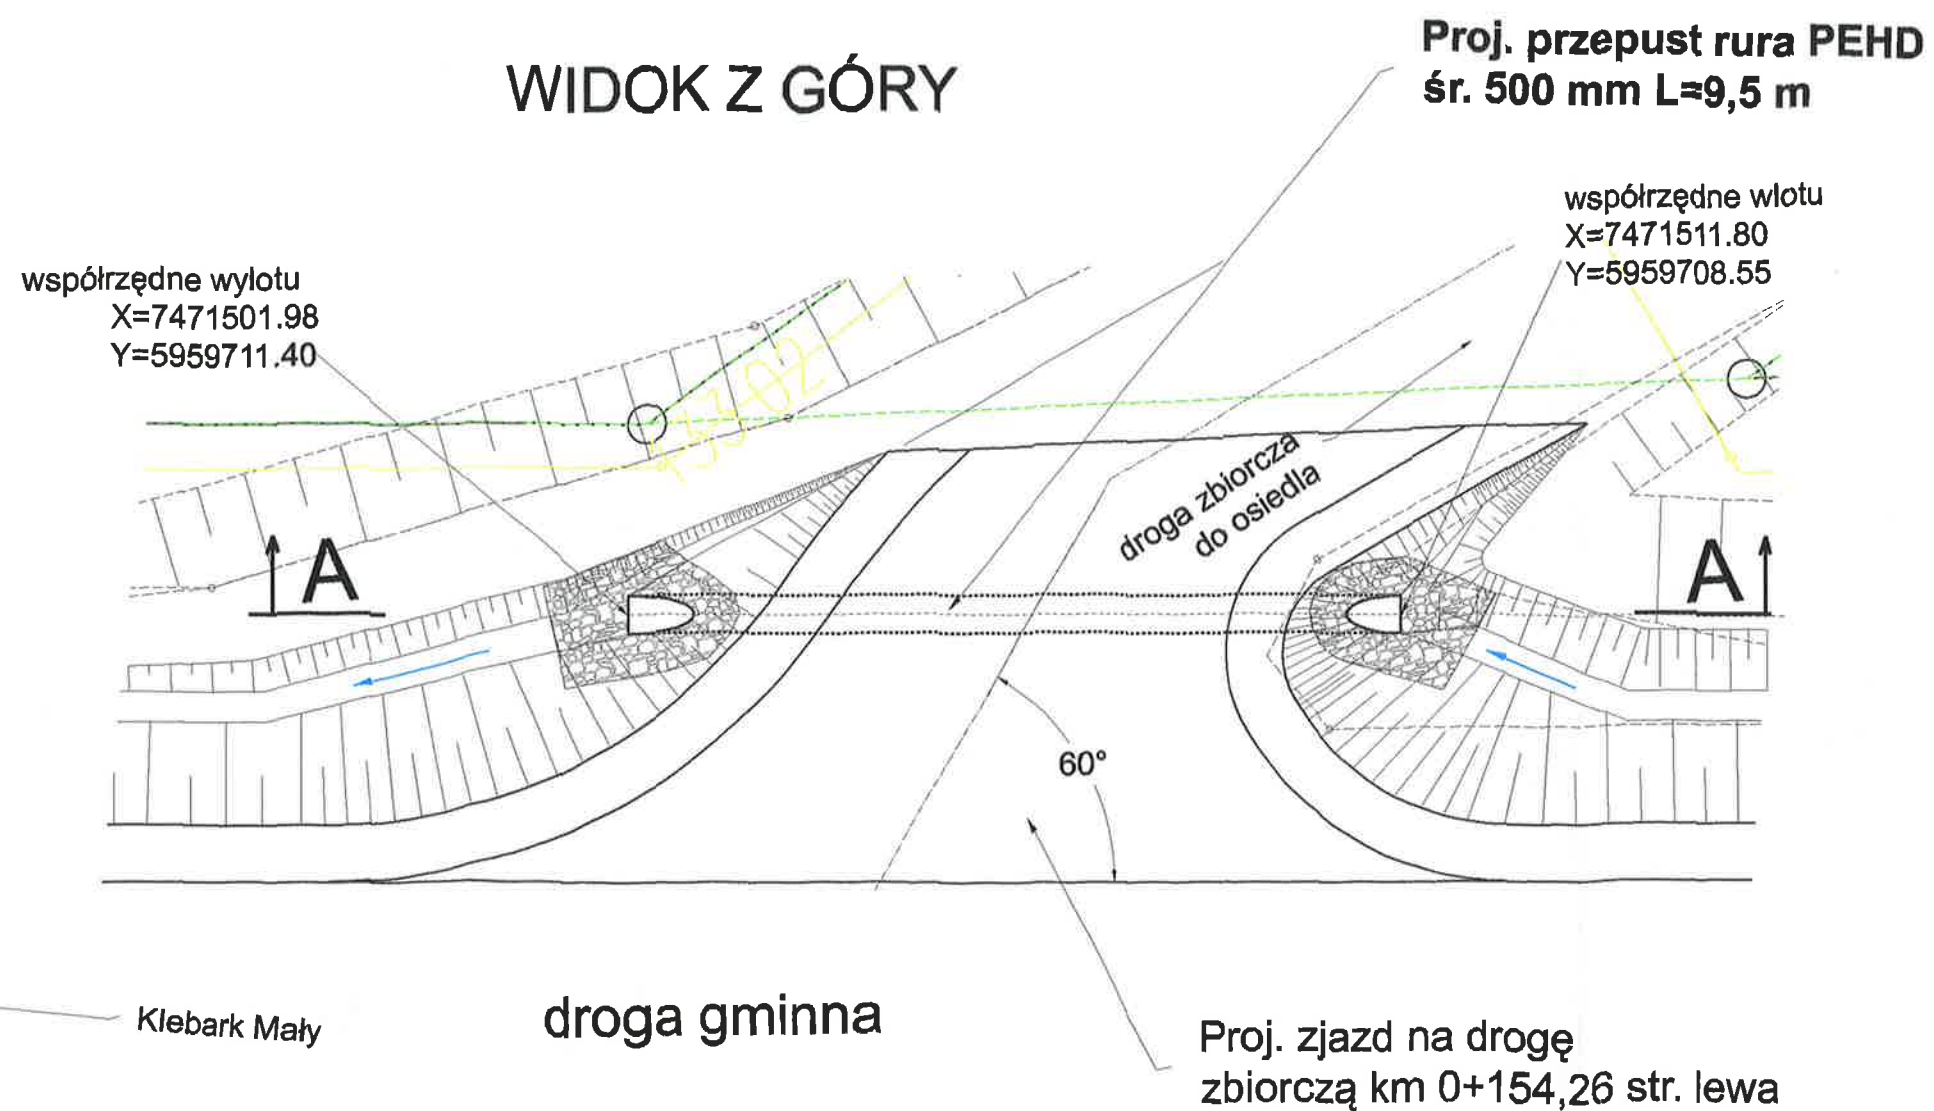 WIDOK Z GÓRY
Proj. przepust rura PEHD
śr. 500 mm L=9,5 m
współrzędne wlotu
X=7471511.80
Y=5959708.55
współrzędne wylotu
X=7471501.98
Y=5959711.40
droga zbiorcza
do osiedla
A
A
60°
Klebark Mały
droga gminna
Proj. zjazd na drogę
zbiorczą km 0+154,26 str. lewa